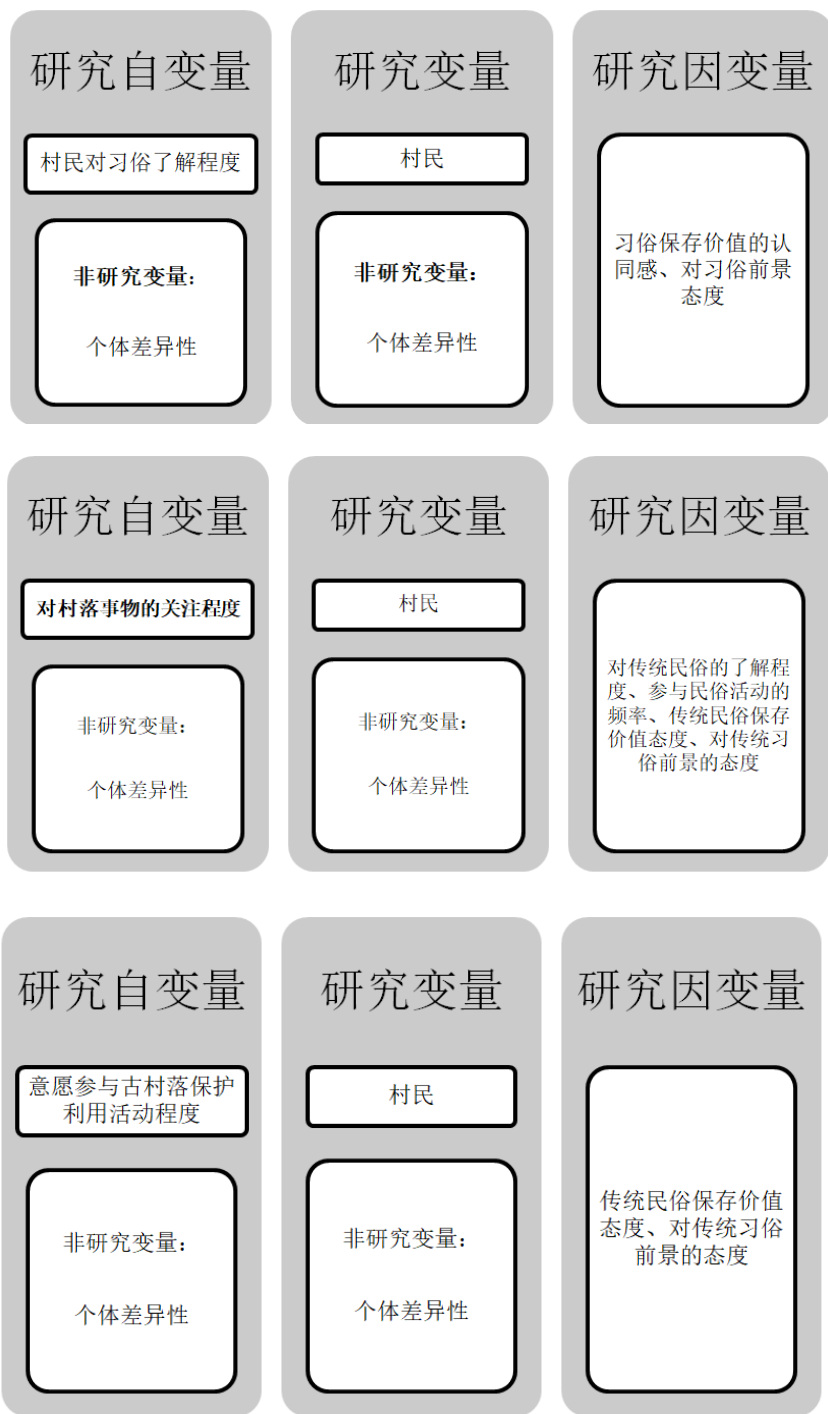 研究自变量
村民对习俗了解程度
非研究变量：
个体差异性
研究变量
村民
非研究变量：
个体差异性
研究因变量
习俗保存价值的认
同感、对习俗前景
态度
研究自变量
对村落事物的关注程度
非研究变量：
个体差异性
研究变量
村民
非研究变量：
个体差异性
研究因变量
对传统民俗的了解程
度、参与民俗活动的
频率、传统民俗保存
价值态度、对传统习
俗前景的态度
研究自变量
意愿参与古村落保护
利用活动程度
非研究变量：
个体差异性
研究变量
村民
非研究变量：
个体差异性
研究因变量
传统民俗保存价值
态度、对传统习俗
前景的态度